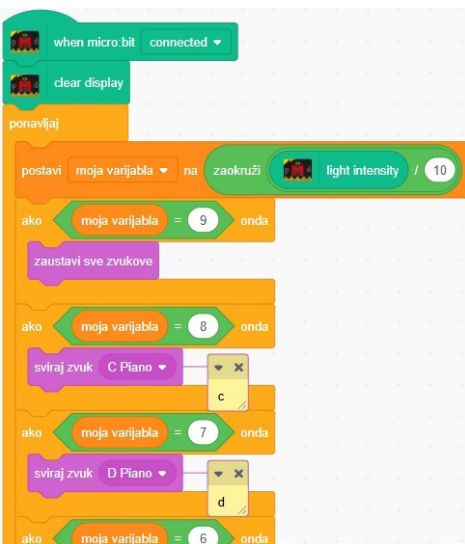 when micro:bit connected
clear display
ponavljaj
postavi moja varijabla na zaokruži light intensity / 10
ako moja varijabla = 9 onda
zaustavi sve zvukove
ako moja varijabla = 8 onda
sviraj zvuk C Piano
c
ako moja varijabla = 7 onda
sviraj zvuk D Piano
d
ako moja varijabla = 6 onda